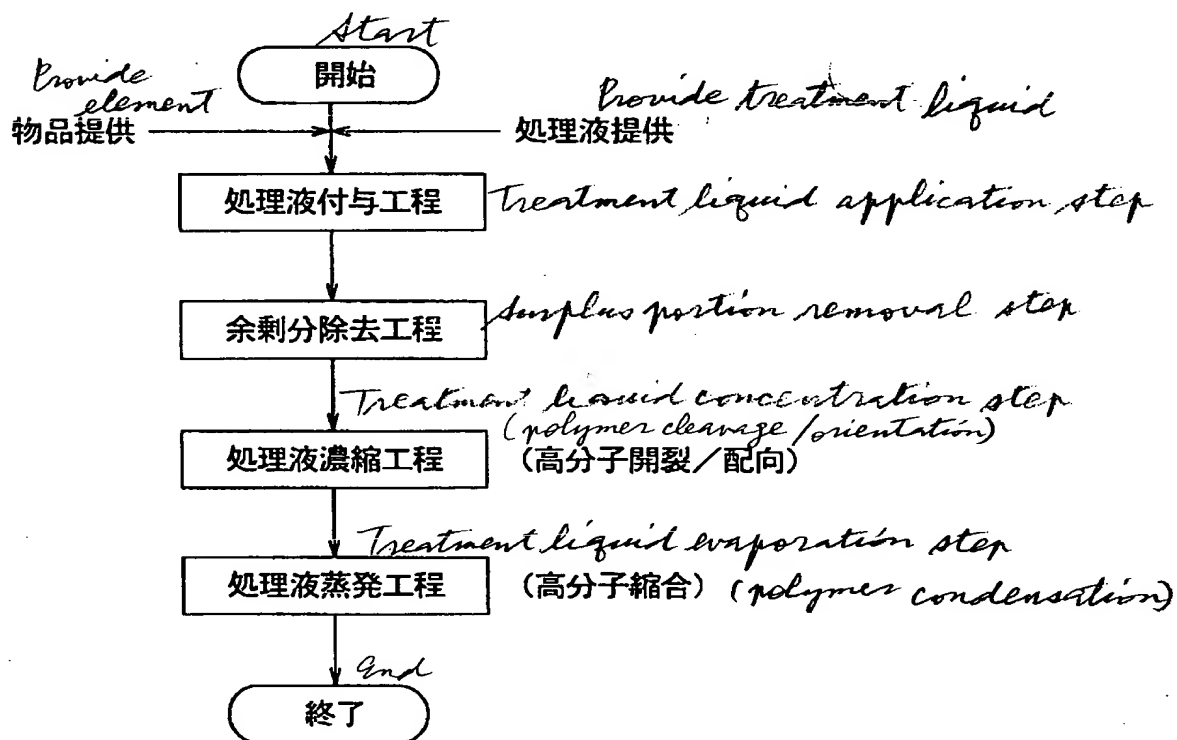 Start
開始
Provide
element
Provide treatment liquid
物品提供
処理液提供
処理液付与工程
Treatment liquid application step
余剰分除去工程
Surplus portion removal step
Treatment liquid concentration step
(polymer cleavage/orientation)
処理液濃縮工程
(高分子開裂/配向)
Treatment liquid evaporation step
処理液蒸発工程
(高分子縮合) (polymer condensation)
End
終了